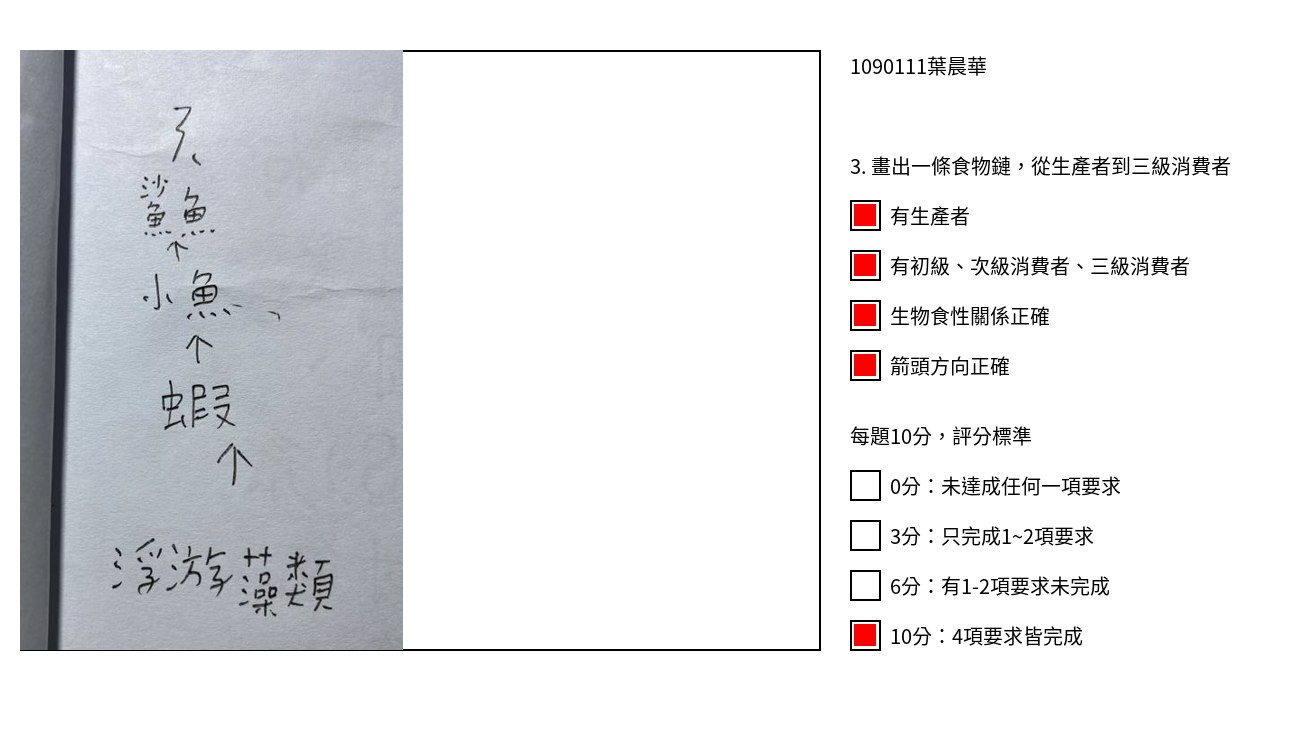 鯊魚
↑
小魚
↑
蝦
↑
浮游藻類
1090111葉晨華
3. 畫出一條食物鏈，從生產者到三級消費者
有生產者
有初級、次級消費者、三級消費者
生物食性關係正確
箭頭方向正確
每題10分，評分標準
0分：未達成任何一項要求
3分：只完成1~2項要求
6分：有1-2項要求未完成
10分：4項要求皆完成